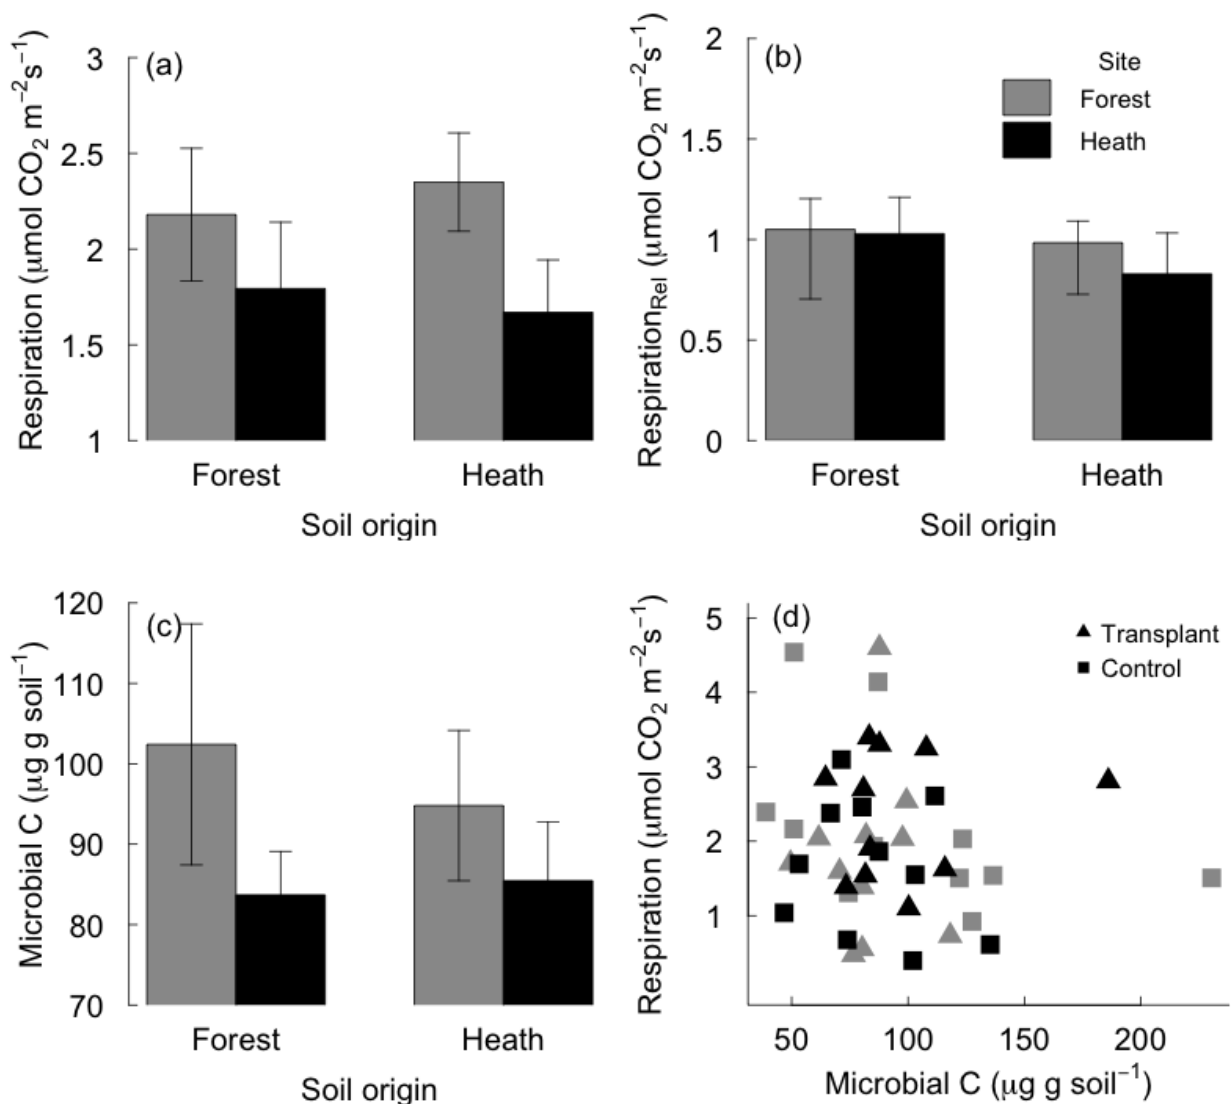 (a)
Respiration (μmol CO₂ m⁻²s⁻¹)
3
2.5
2
1.5
1
Forest
Heath
Soil origin
(b)
Respiration_Rel (μmol CO₂ m⁻²s⁻¹)
2
1.5
1
0.5
0
Site
Forest
Heath
Forest
Heath
Soil origin
(c)
Microbial C (μg g soil⁻¹)
120
110
100
90
80
70
Forest
Heath
Soil origin
(d)
Respiration (μmol CO₂ m⁻²s⁻¹)
5
4
3
2
1
Transplant
Control
50 100 150 200
Microbial C (μg g soil⁻¹)